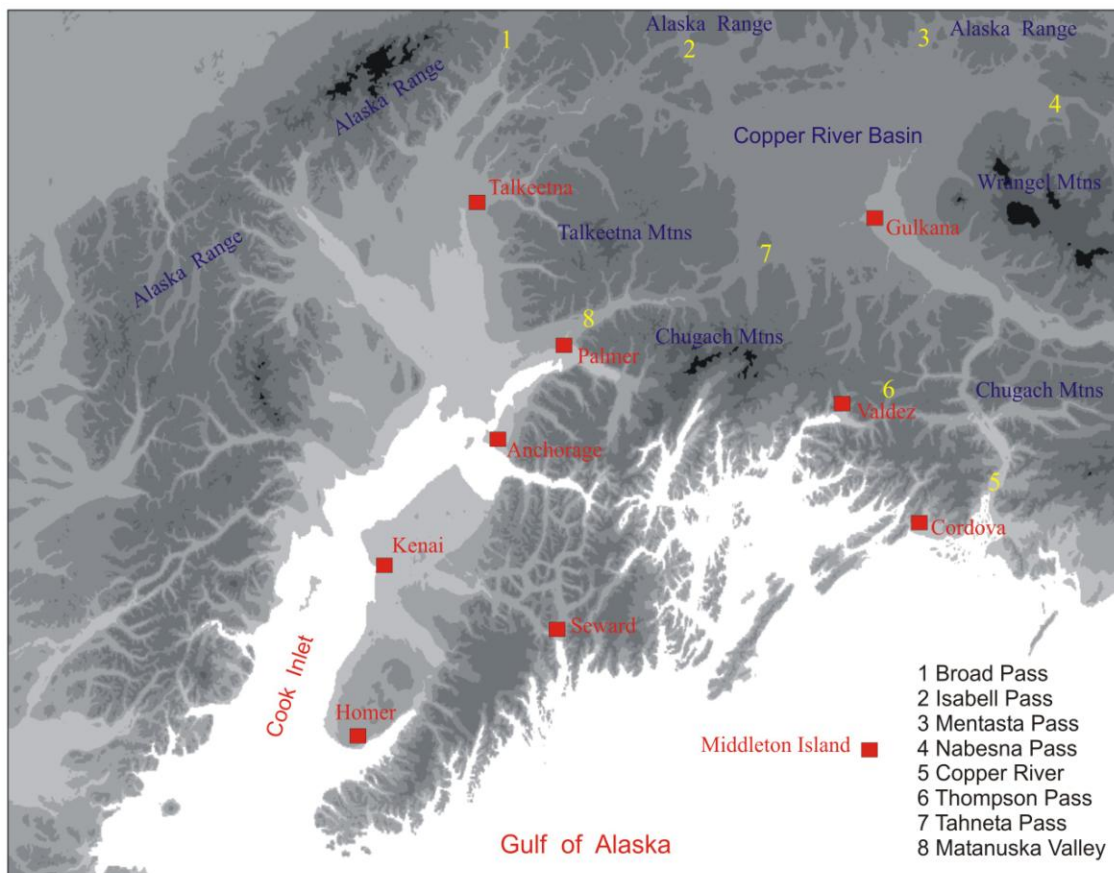 1
Alaska Range
2
3
Alaska Range
Alaska Range
4
Copper River Basin
Wrangel Mtns
Talkeetna
Gulkana
Talkeetna Mtns
Alaska Range
7
8
Chugach Mtns
Palmer
6
Chugach Mtns
Valdez
Anchorage
5
Cordova
Kenai
Seward
Cook Inlet
Homer
Middleton Island
Gulf of Alaska
1 Broad Pass
2 Isabell Pass
3 Mentasta Pass
4 Nabesna Pass
5 Copper River
6 Thompson Pass
7 Tahneta Pass
8 Matanuska Valley